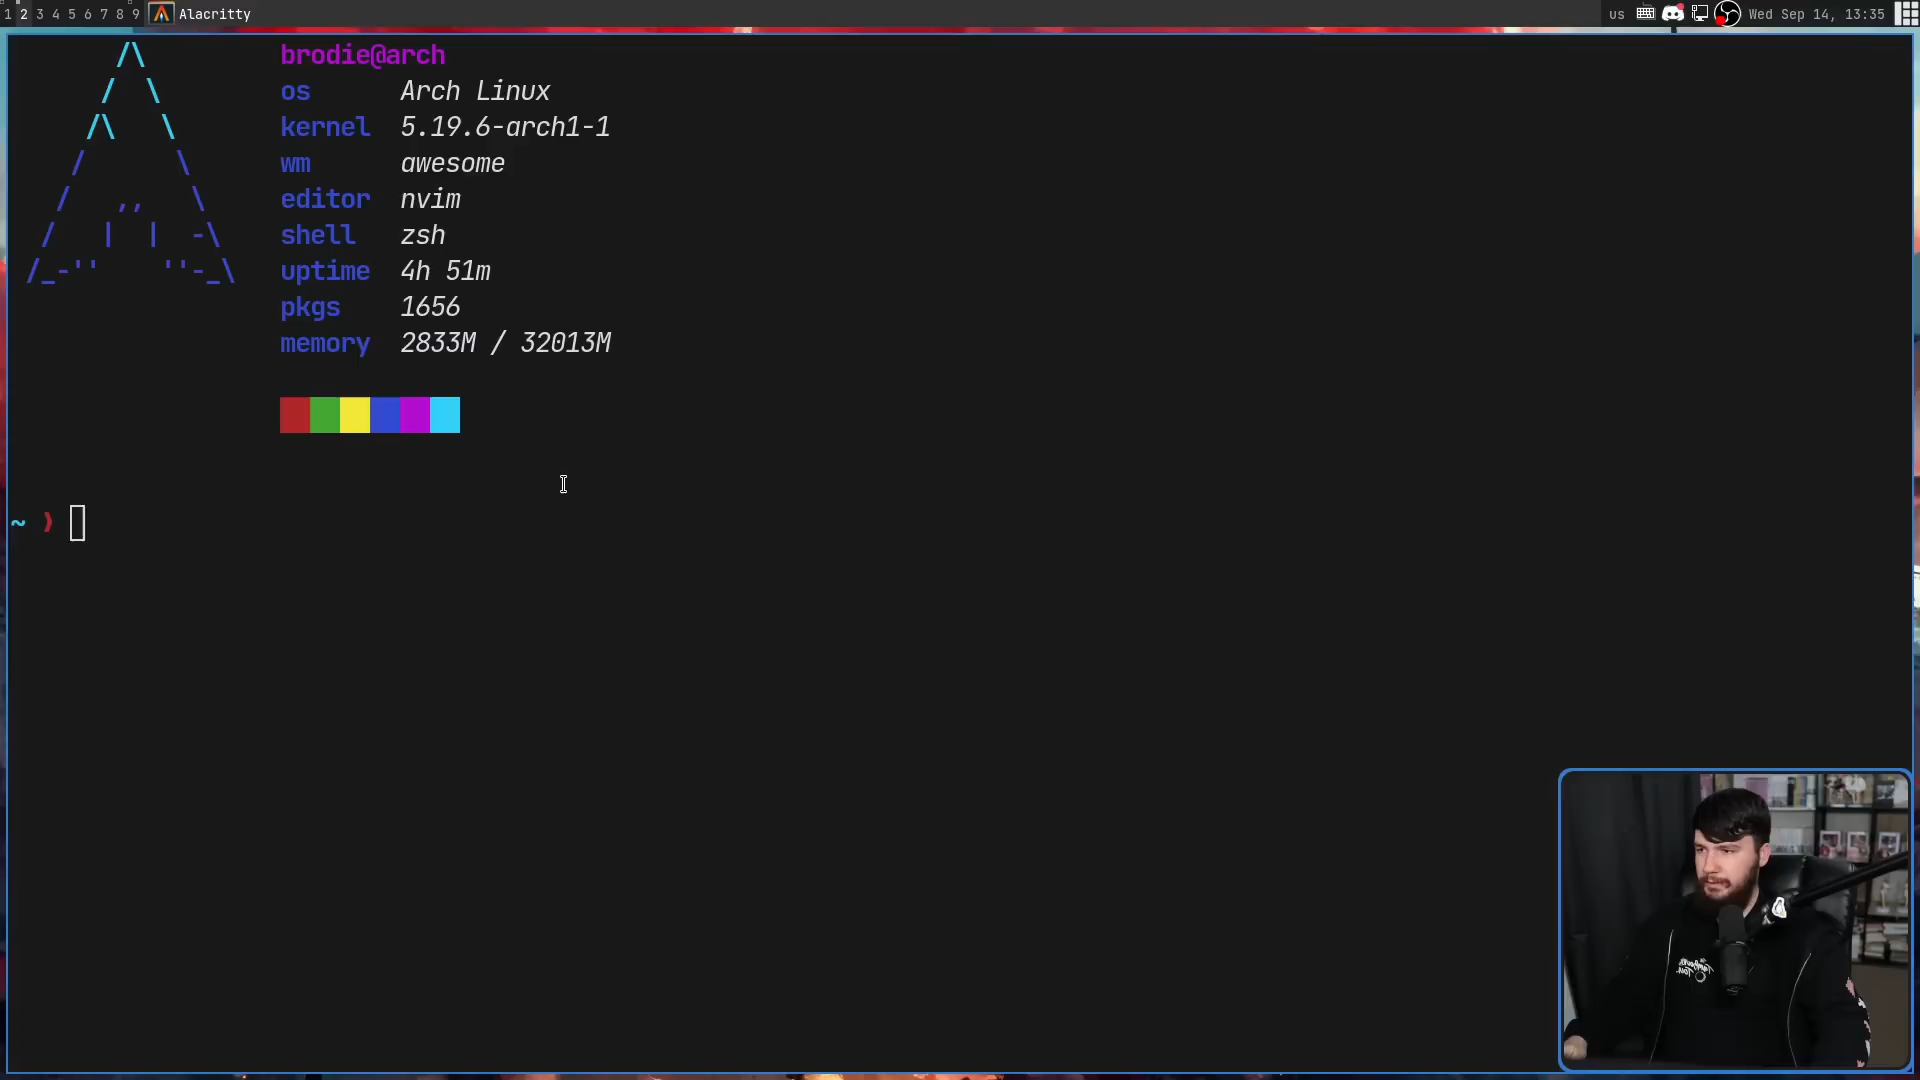 1 2 3 4 5 6 7 8 9 Alacritty us Wed Sep 14, 13:35
brodie@arch
os Arch Linux
kernel 5.19.6-arch1-1
wm awesome
editor nvim
shell zsh
uptime 4h 51m
pkgs 1656
memory 2833M / 32013M
~ ❫